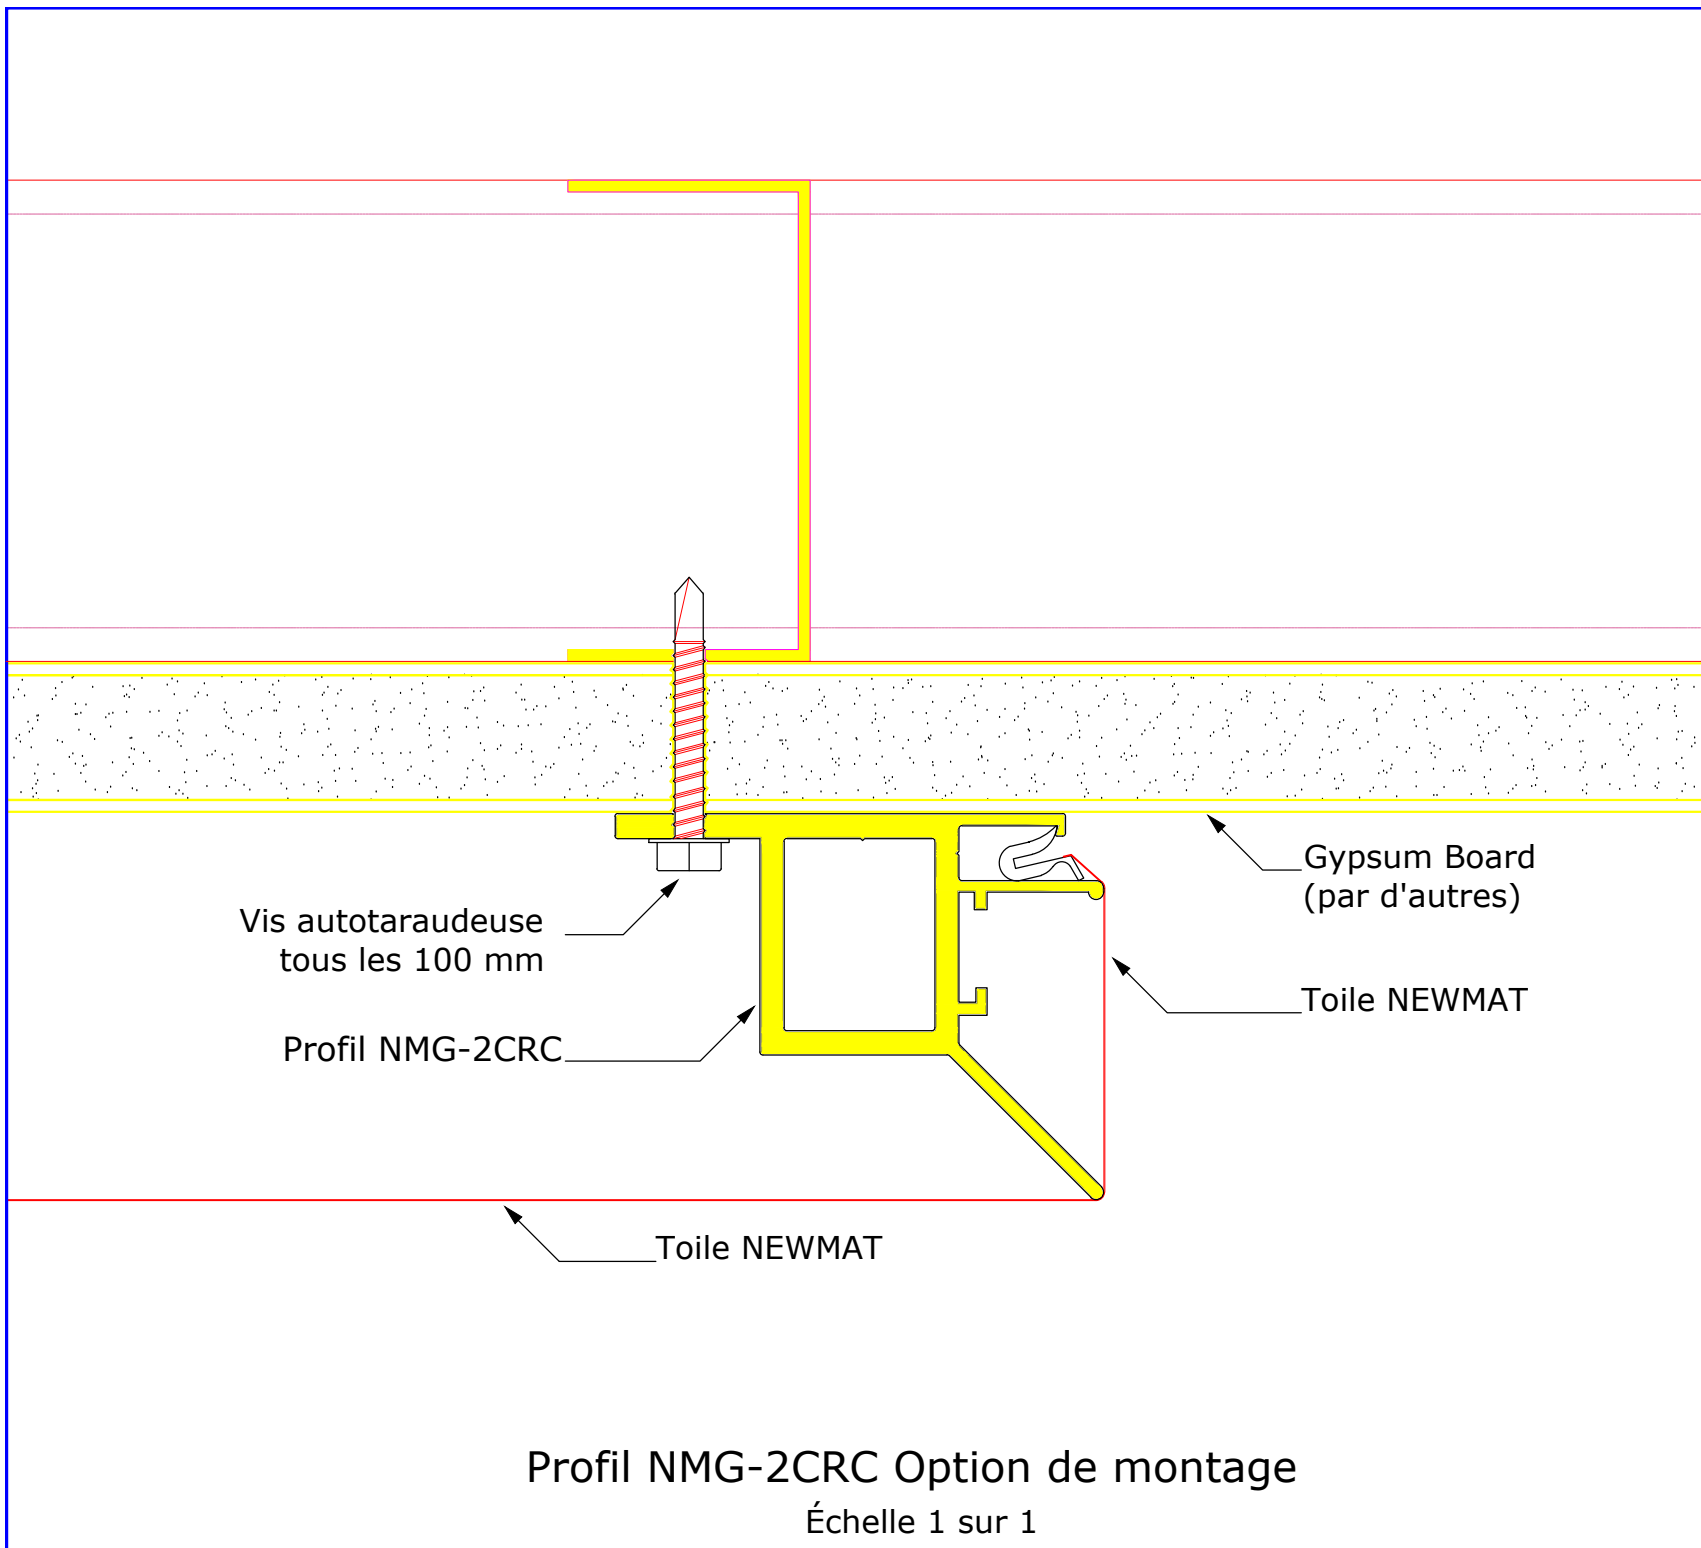 Gypsum Board
(par d'autres)
Vis autotaraudeuse
tous les 100 mm
Toile NEWMAT
Profil NMG-2CRC
Toile NEWMAT
Profil NMG-2CRC Option de montage
Échelle 1 sur 1